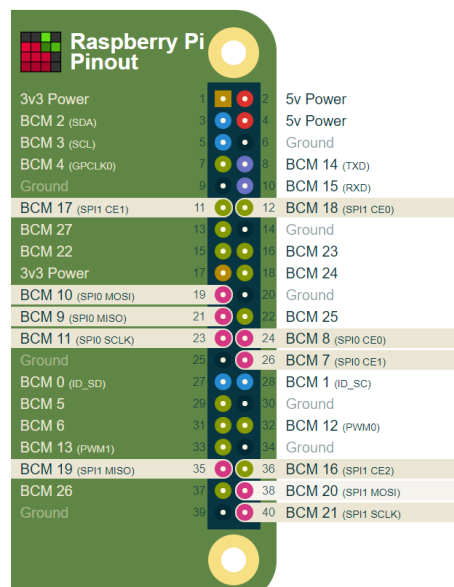 Raspberry Pi
Pinout
3v3 Power 1 2 5v Power
BCM 2 (SDA) 3 4 5v Power
BCM 3 (SCL) 5 6 Ground
BCM 4 (GPCLK0) 7 8 BCM 14 (TXD)
Ground 9 10 BCM 15 (RXD)
BCM 17 (SPI1 CE1) 11 12 BCM 18 (SPI1 CE0)
BCM 27 13 14 Ground
BCM 22 15 16 BCM 23
3v3 Power 17 18 BCM 24
BCM 10 (SPI0 MOSI) 19 20 Ground
BCM 9 (SPI0 MISO) 21 22 BCM 25
BCM 11 (SPI0 SCLK) 23 24 BCM 8 (SPI0 CE0)
Ground 25 26 BCM 7 (SPI0 CE1)
BCM 0 (ID_SD) 27 28 BCM 1 (ID_SC)
BCM 5 29 30 Ground
BCM 6 31 32 BCM 12 (PWM0)
BCM 13 (PWM1) 33 34 Ground
BCM 19 (SPI1 MISO) 35 36 BCM 16 (SPI1 CE2)
BCM 26 37 38 BCM 20 (SPI1 MOSI)
Ground 39 40 BCM 21 (SPI1 SCLK)